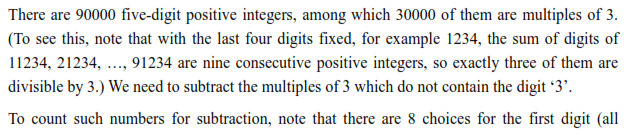 There are 90000 five-digit positive integers, among which 30000 of them are multiples of 3.
(To see this, note that with the last four digits fixed, for example 1234, the sum of digits of
11234, 21234, …, 91234 are nine consecutive positive integers, so exactly three of them are
divisible by 3.) We need to subtract the multiples of 3 which do not contain the digit ‘3’.
To count such numbers for subtraction, note that there are 8 choices for the first digit (all